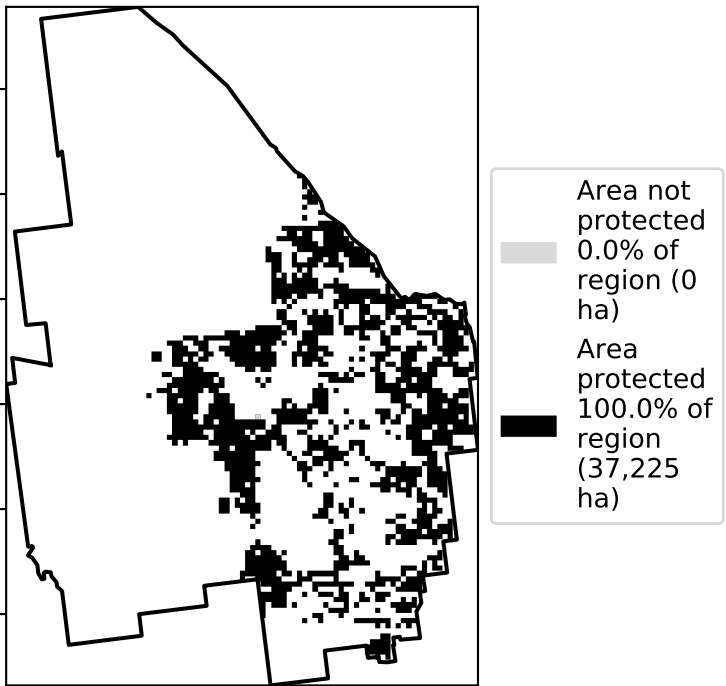 Area not
protected
0.0% of
region (0
ha)
Area
protected
100.0% of
region
(37,225
ha)